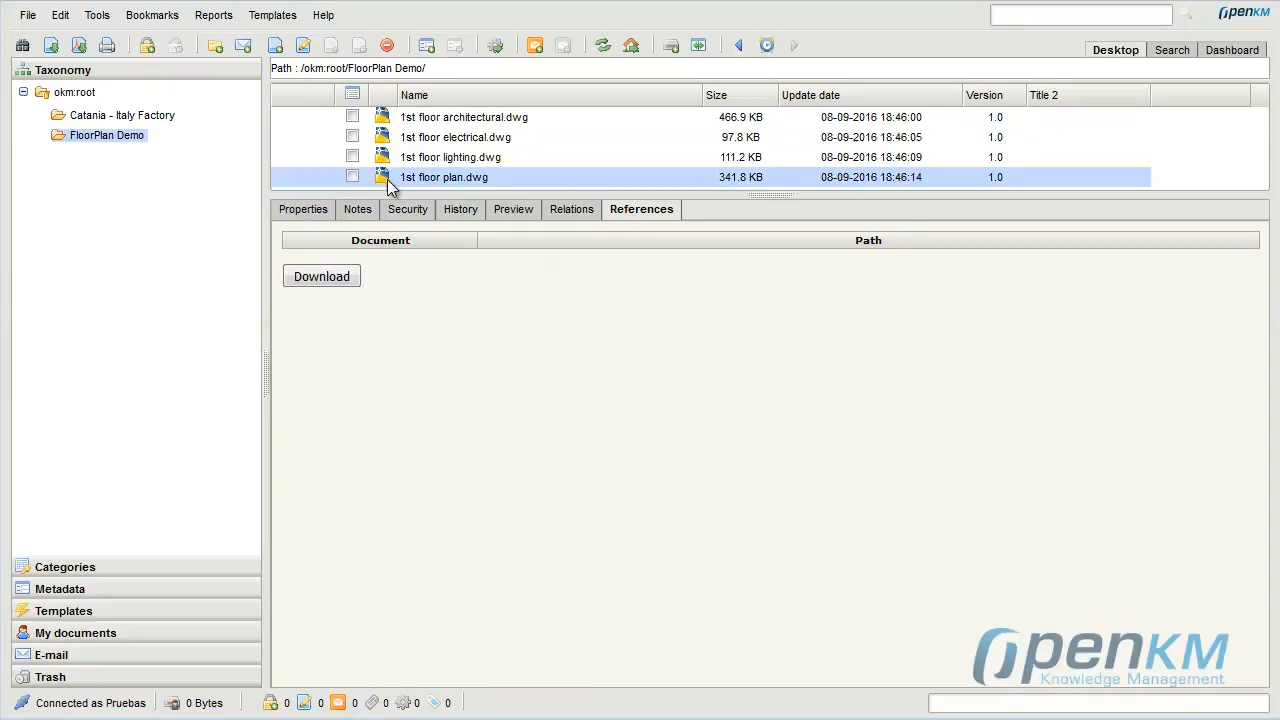 File Edit Tools Bookmarks Reports Templates Help
OpenKM
Desktop Search Dashboard
Taxonomy
Path : /okm:root/FloorPlan Demo/
okm:root
Catania - Italy Factory
FloorPlan Demo
Name Size Update date Version Title 2
1st floor architectural.dwg 466.9 KB 08-09-2016 18:46:00 1.0
1st floor electrical.dwg 97.8 KB 08-09-2016 18:46:05 1.0
1st floor lighting.dwg 111.2 KB 08-09-2016 18:46:09 1.0
1st floor plan.dwg 341.8 KB 08-09-2016 18:46:14 1.0
Properties Notes Security History Preview Relations References
Document Path
Download
Categories
Metadata
Templates
My documents
E-mail
Trash
OpenKM
Knowledge Management
Connected as Pruebas 0 Bytes 0 0 0 0 0 0